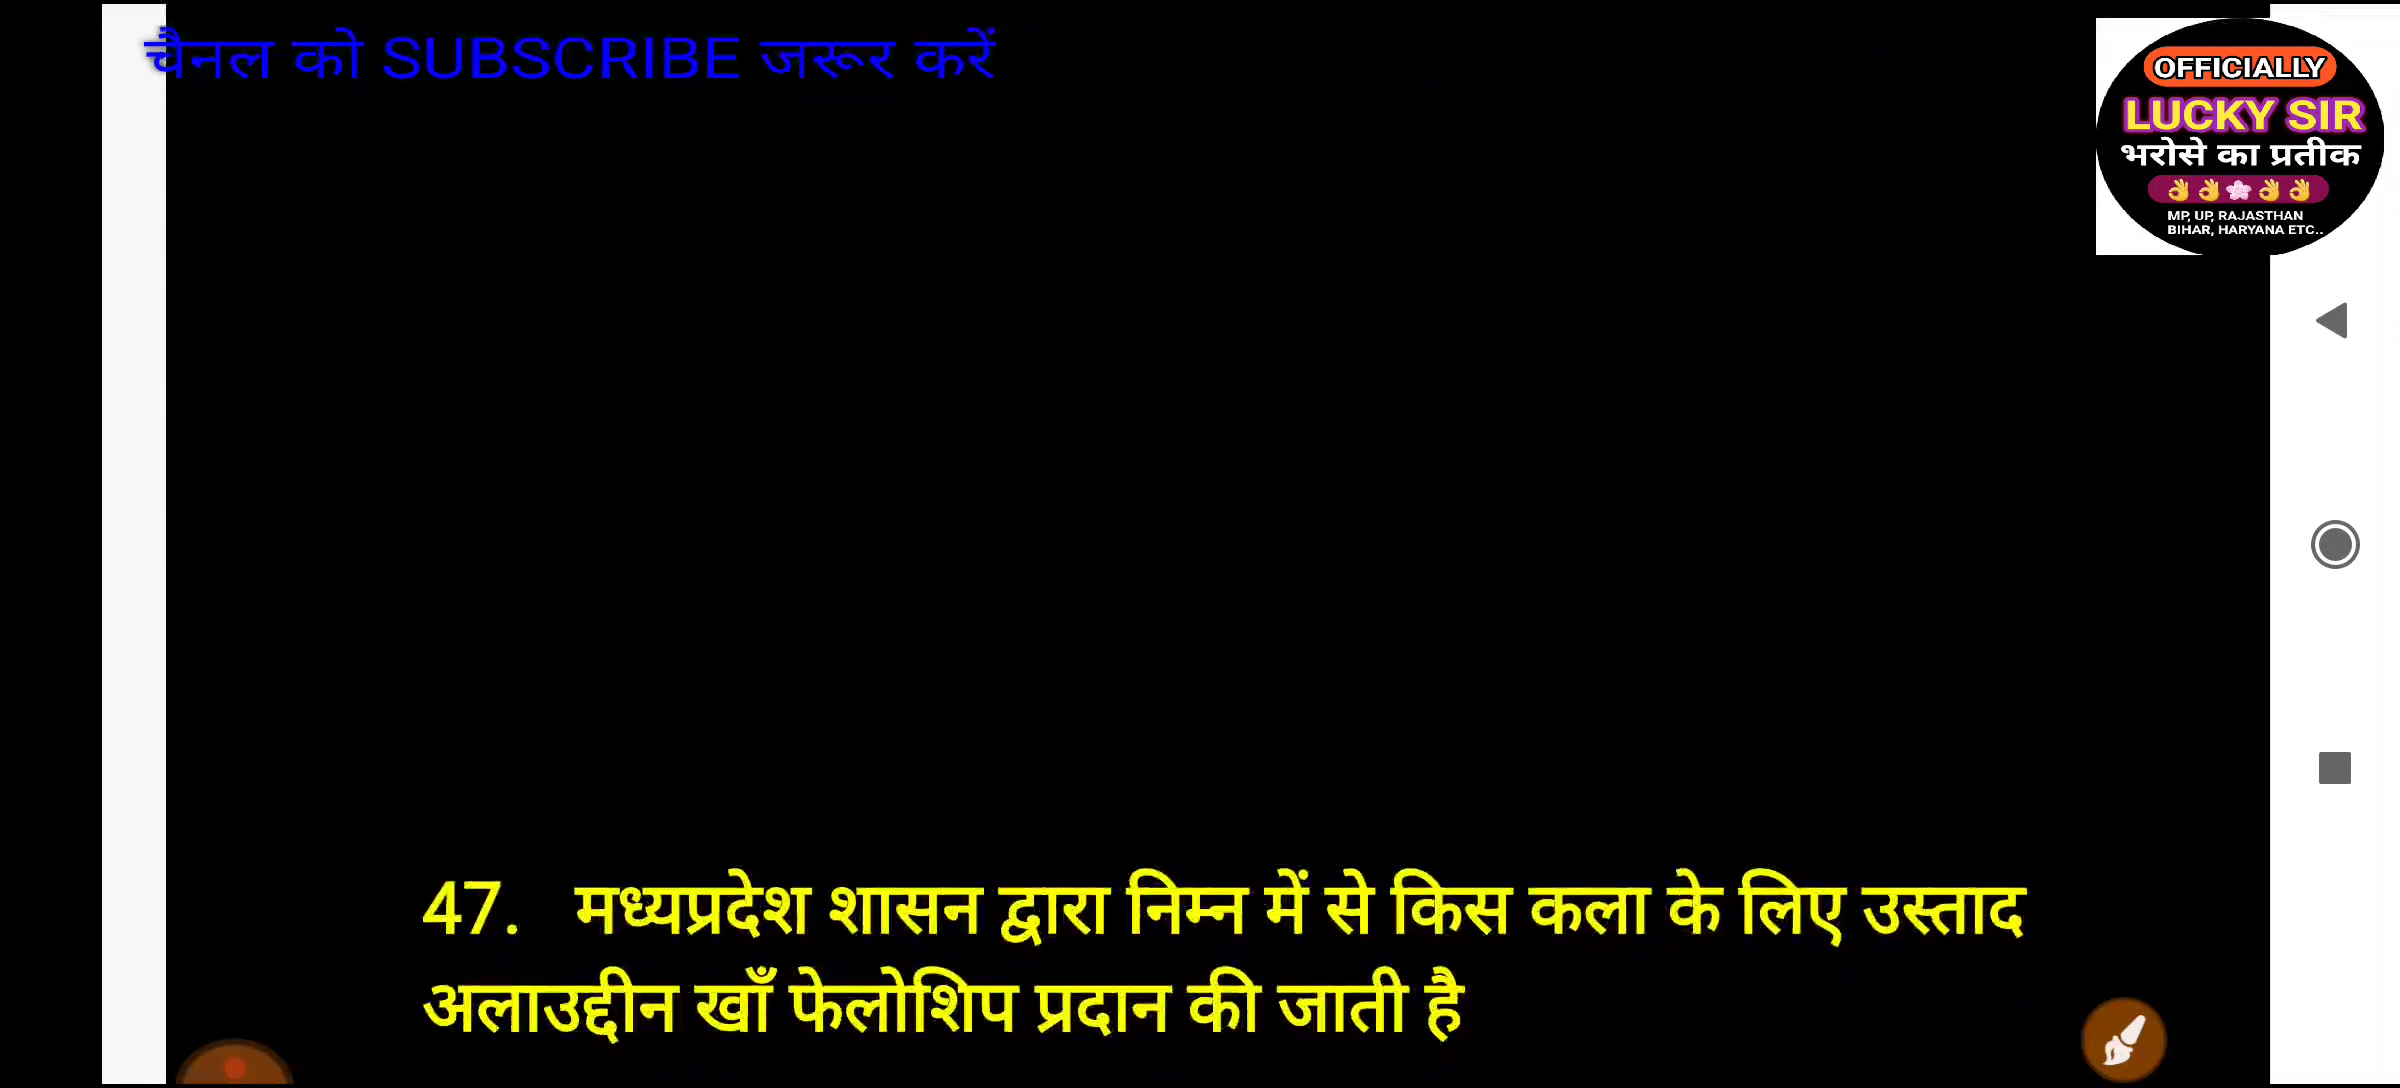 चैनल को SUBSCRIBE जरूर करें
OFFICIALLY
LUCKY SIR
भरोसे का प्रतीक
👌👌🌸👌👌
MP, UP, RAJASTHAN
BIHAR, HARYANA ETC..
47. मध्यप्रदेश शासन द्वारा निम्न में से किस कला के लिए उस्ताद
अलाउद्दीन खाँ फेलोशिप प्रदान की जाती है